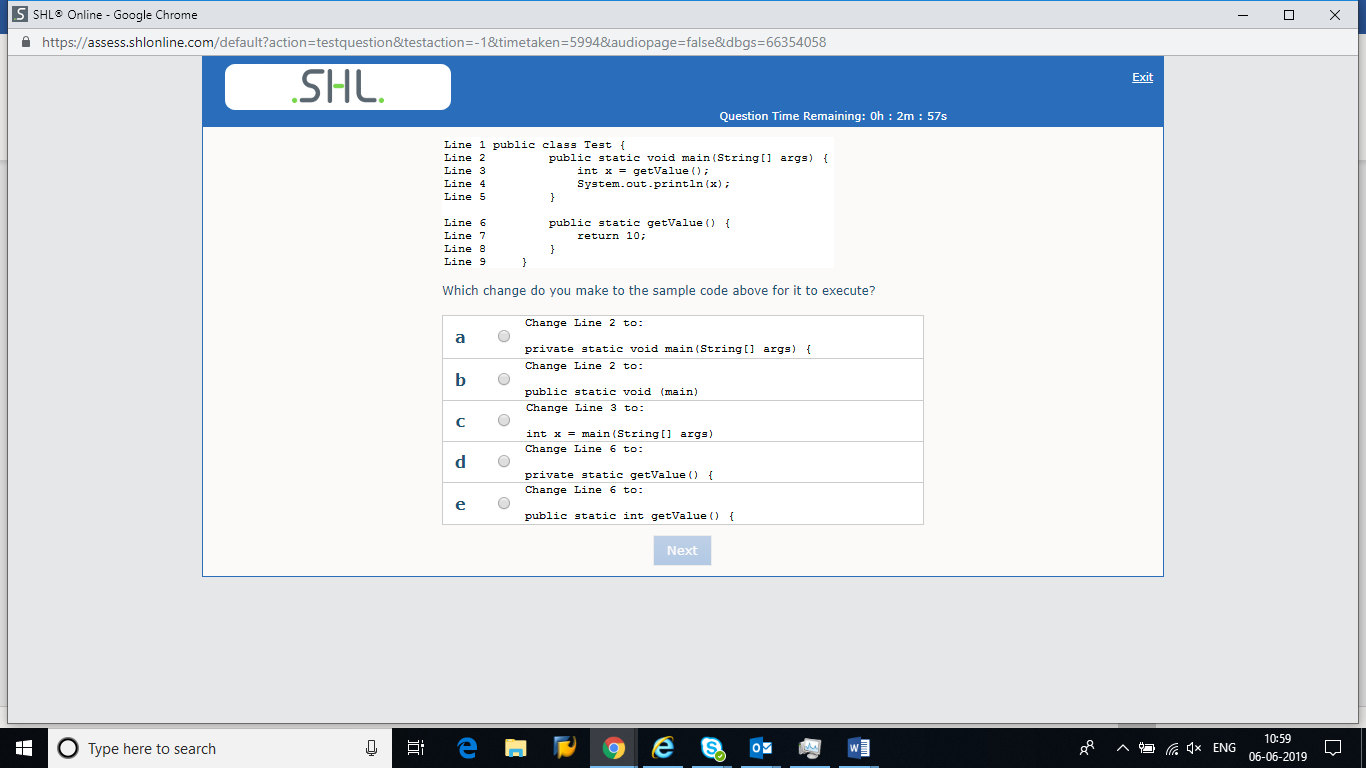 SHL® Online - Google Chrome
https://assess.shlonline.com/default?action=testquestion&testaction=-1&timetaken=5994&audiopage=false&dbgs=66354058
.SHL.
Exit
Question Time Remaining: 0h : 2m : 57s
Line 1 public class Test {
Line 2 public static void main(String[] args) {
Line 3 int x = getValue();
Line 4 System.out.println(x);
Line 5 }
Line 6 public static getValue() {
Line 7 return 10;
Line 8 }
Line 9 }
Which change do you make to the sample code above for it to execute?
a Change Line 2 to:
private static void main(String[] args) {
b Change Line 2 to:
public static void (main)
c Change Line 3 to:
int x = main(String[] args)
d Change Line 6 to:
private static getValue() {
e Change Line 6 to:
public static int getValue() {
Next
Type here to search
ENG
10:59
06-06-2019